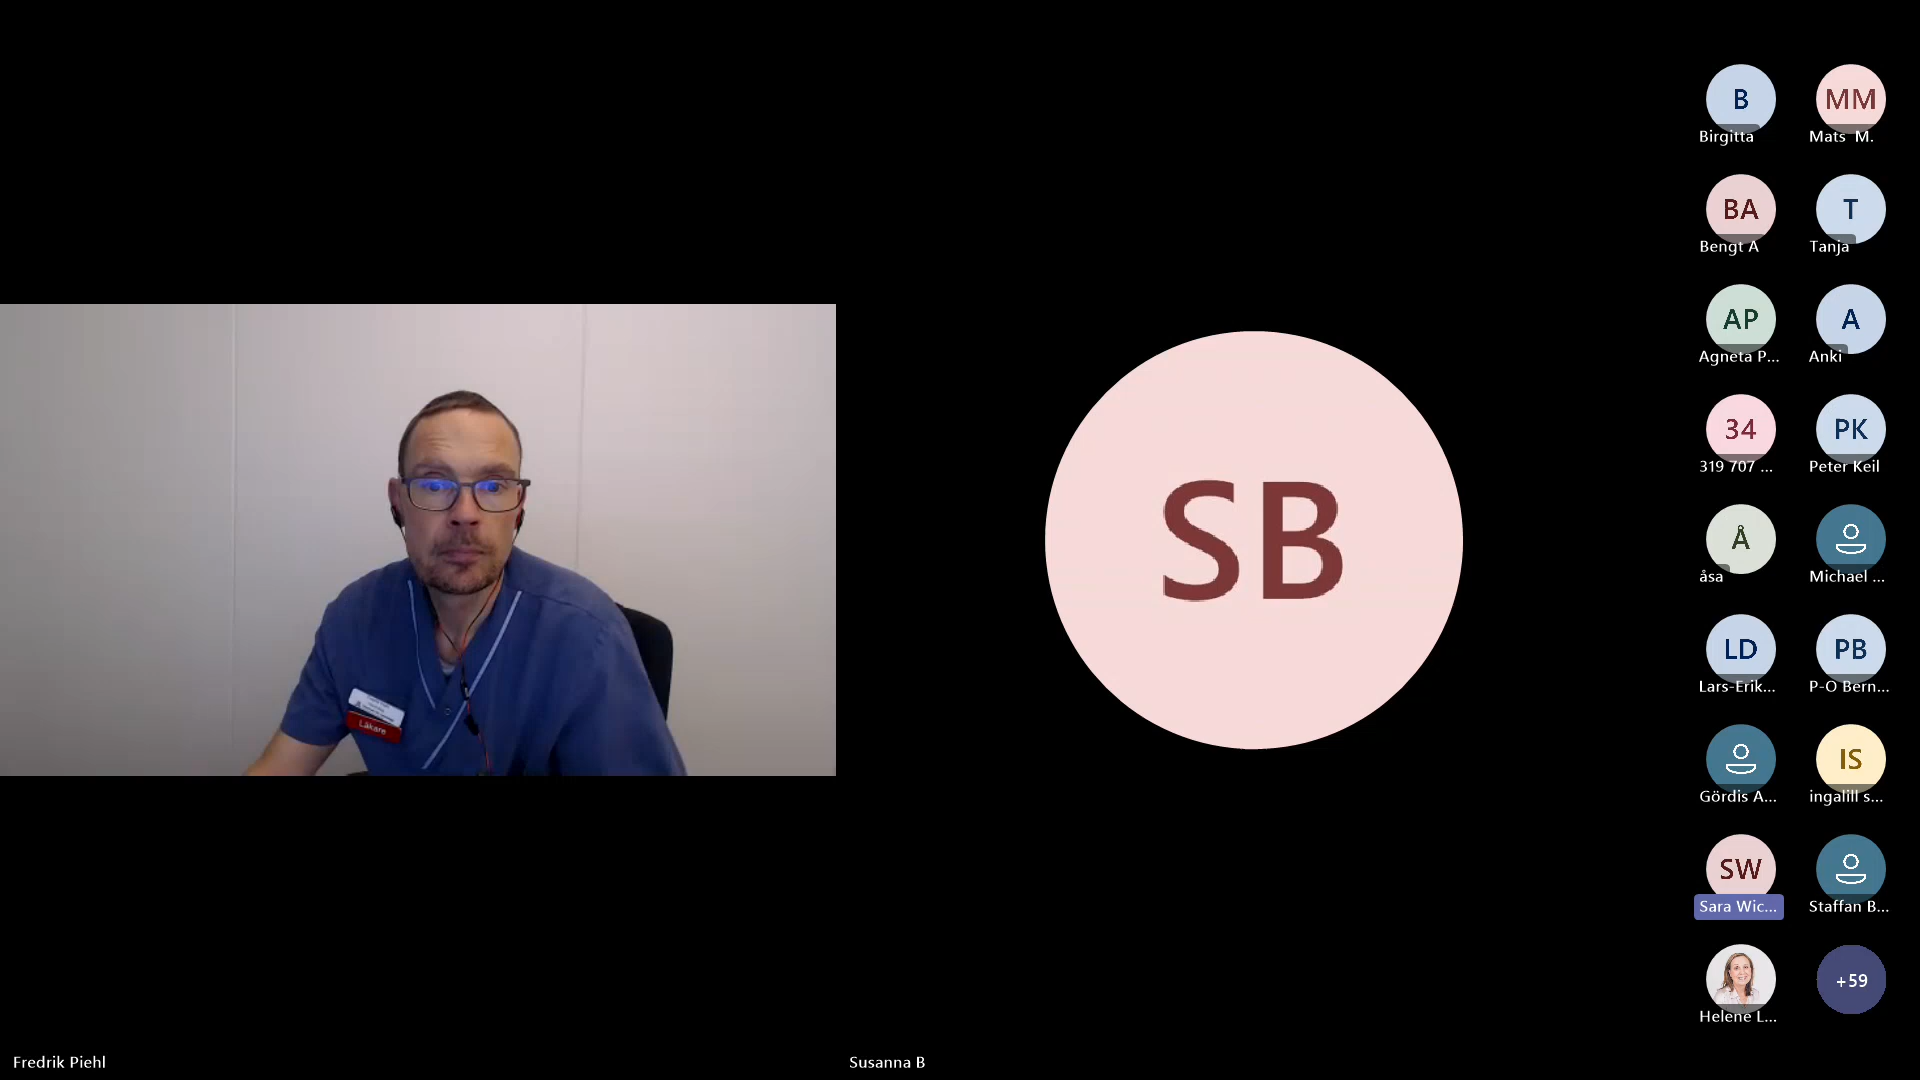 B
MM
Birgitta
Mats M.
BA
T
Bengt A
Tanja
AP
A
Agneta P...
Anki
34
PK
319 707 ...
Peter Keil
Å
åsa
Michael ...
LD
PB
Lars-Erik...
P-O Bern...
IS
Gördis A...
ingalill s...
SW
Sara Wic...
Staffan B...
+59
Helene L...
SB
Läkare
Fredrik Piehl
Susanna B